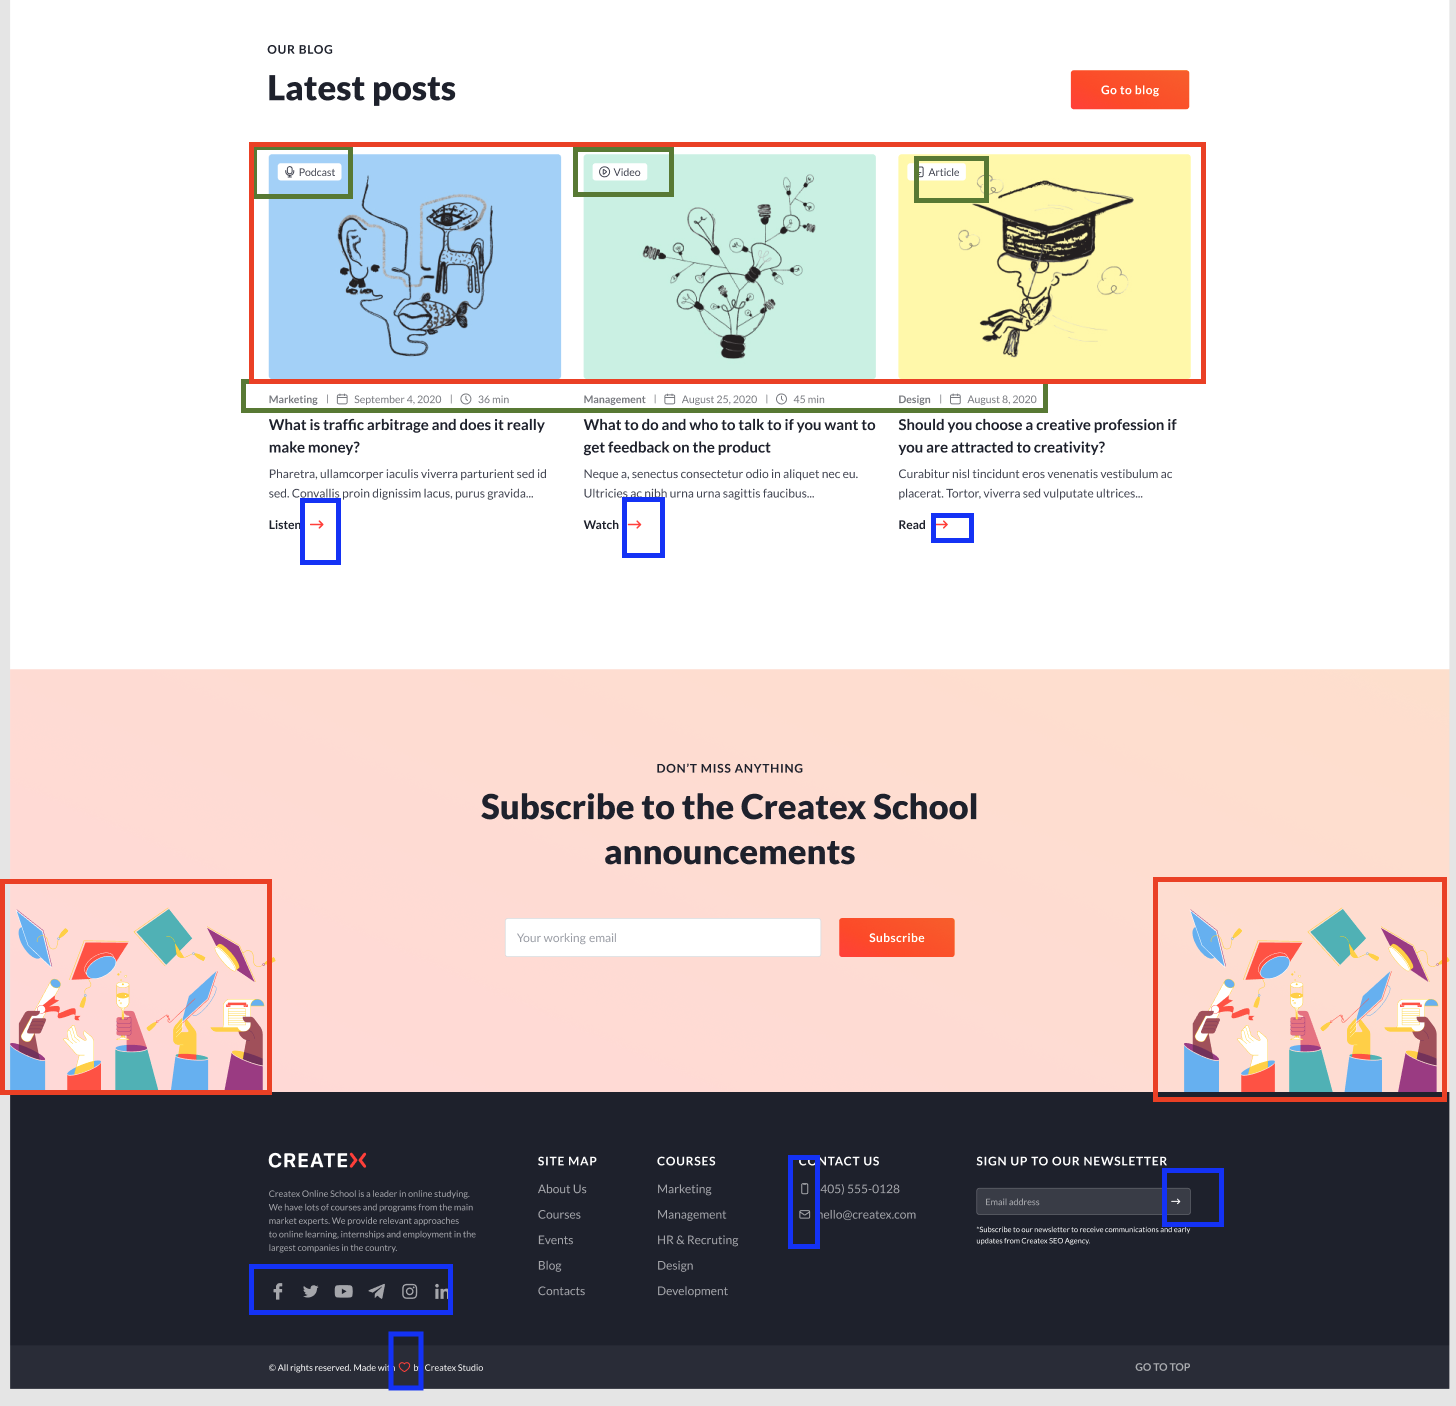 OUR BLOG
Latest posts
Go to blog
Podcast
Video
Article
Marketing | September 4, 2020 | 36 min
What is traffic arbitrage and does it really
make money?
Pharetra, ullamcorper iaculis viverra parturient sed id
sed. Convallis proin dignissim lacus, purus gravida...
Listen →
Management | August 25, 2020 | 45 min
What to do and who to talk to if you want to
get feedback on the product
Neque a, senectus consectetur odio in aliquet nec eu.
Ultricies ac nibh urna urna sagittis faucibus...
Watch →
Design | August 8, 2020
Should you choose a creative profession if
you are attracted to creativity?
Curabitur nisl tincidunt eros venenatis vestibulum ac
placerat. Tortor, viverra sed vulputate ultrices...
Read →
DON'T MISS ANYTHING
Subscribe to the Createx School
announcements
Your working email
Subscribe
CREATEX
Createx Online School is a leader in online studying.
We have lots of courses and programs from the main
market experts. We provide relevant approaches
to online learning, internships and employment in the
largest companies in the country.
SITE MAP
About Us
Courses
Events
Blog
Contacts
COURSES
Marketing
Management
HR & Recruting
Design
Development
CONTACT US
(405) 555-0128
hello@createx.com
SIGN UP TO OUR NEWSLETTER
Email address →
*Subscribe to our newsletter to receive communications and early
updates from Createx SEO Agency.
© All rights reserved. Made with by Createx Studio
GO TO TOP